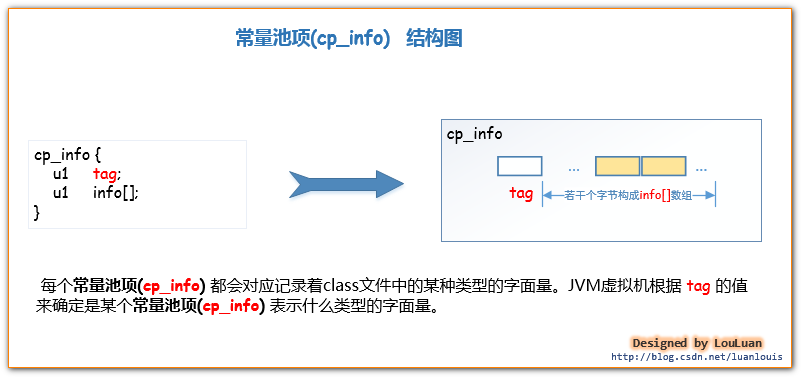 常量池项(cp_info) 结构图
cp_info {
u1 tag;
u1 info[];
}
cp_info
... ...
tag
若干个字节构成info[]数组
每个常量池项(cp_info) 都会对应记录着class文件中的某种类型的字面量。JVM虚拟机根据 tag 的值
来确定是某个常量池项(cp_info) 表示什么类型的字面量。
Designed by LouLuan
http://blog.csdn.net/luanlouis